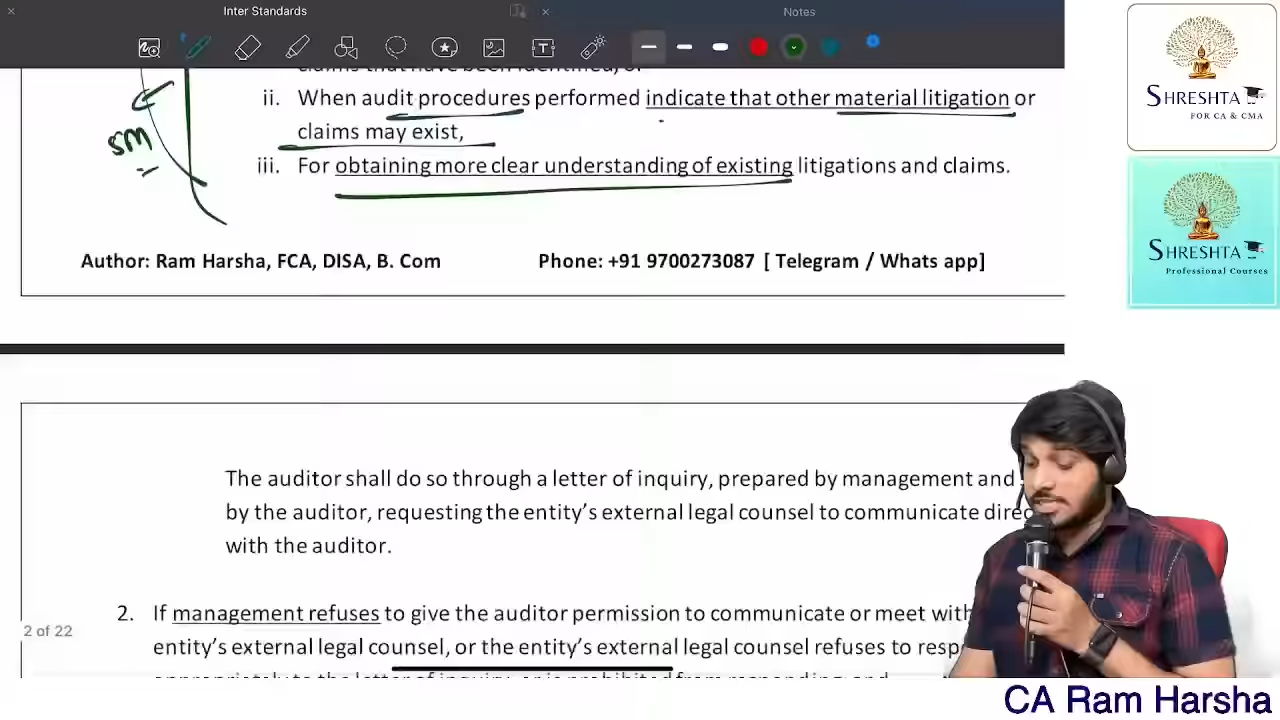 Inter Standards
Notes
ii. When audit procedures performed indicate that other material litigation or
claims may exist,
iii. For obtaining more clear understanding of existing litigations and claims.
sm
Author: Ram Harsha, FCA, DISA, B. Com Phone: +91 9700273087 [ Telegram / Whats app]
The auditor shall do so through a letter of inquiry, prepared by management and
by the auditor, requesting the entity's external legal counsel to communicate
with the auditor.
2. If management refuses to give the auditor permission to communicate or meet
entity's external legal counsel, or the entity's external legal counsel refuses to
2 of 22
SHRESHTA
FOR CA & CMA
SHRESHTA
Professional Courses
CA Ram Harsha